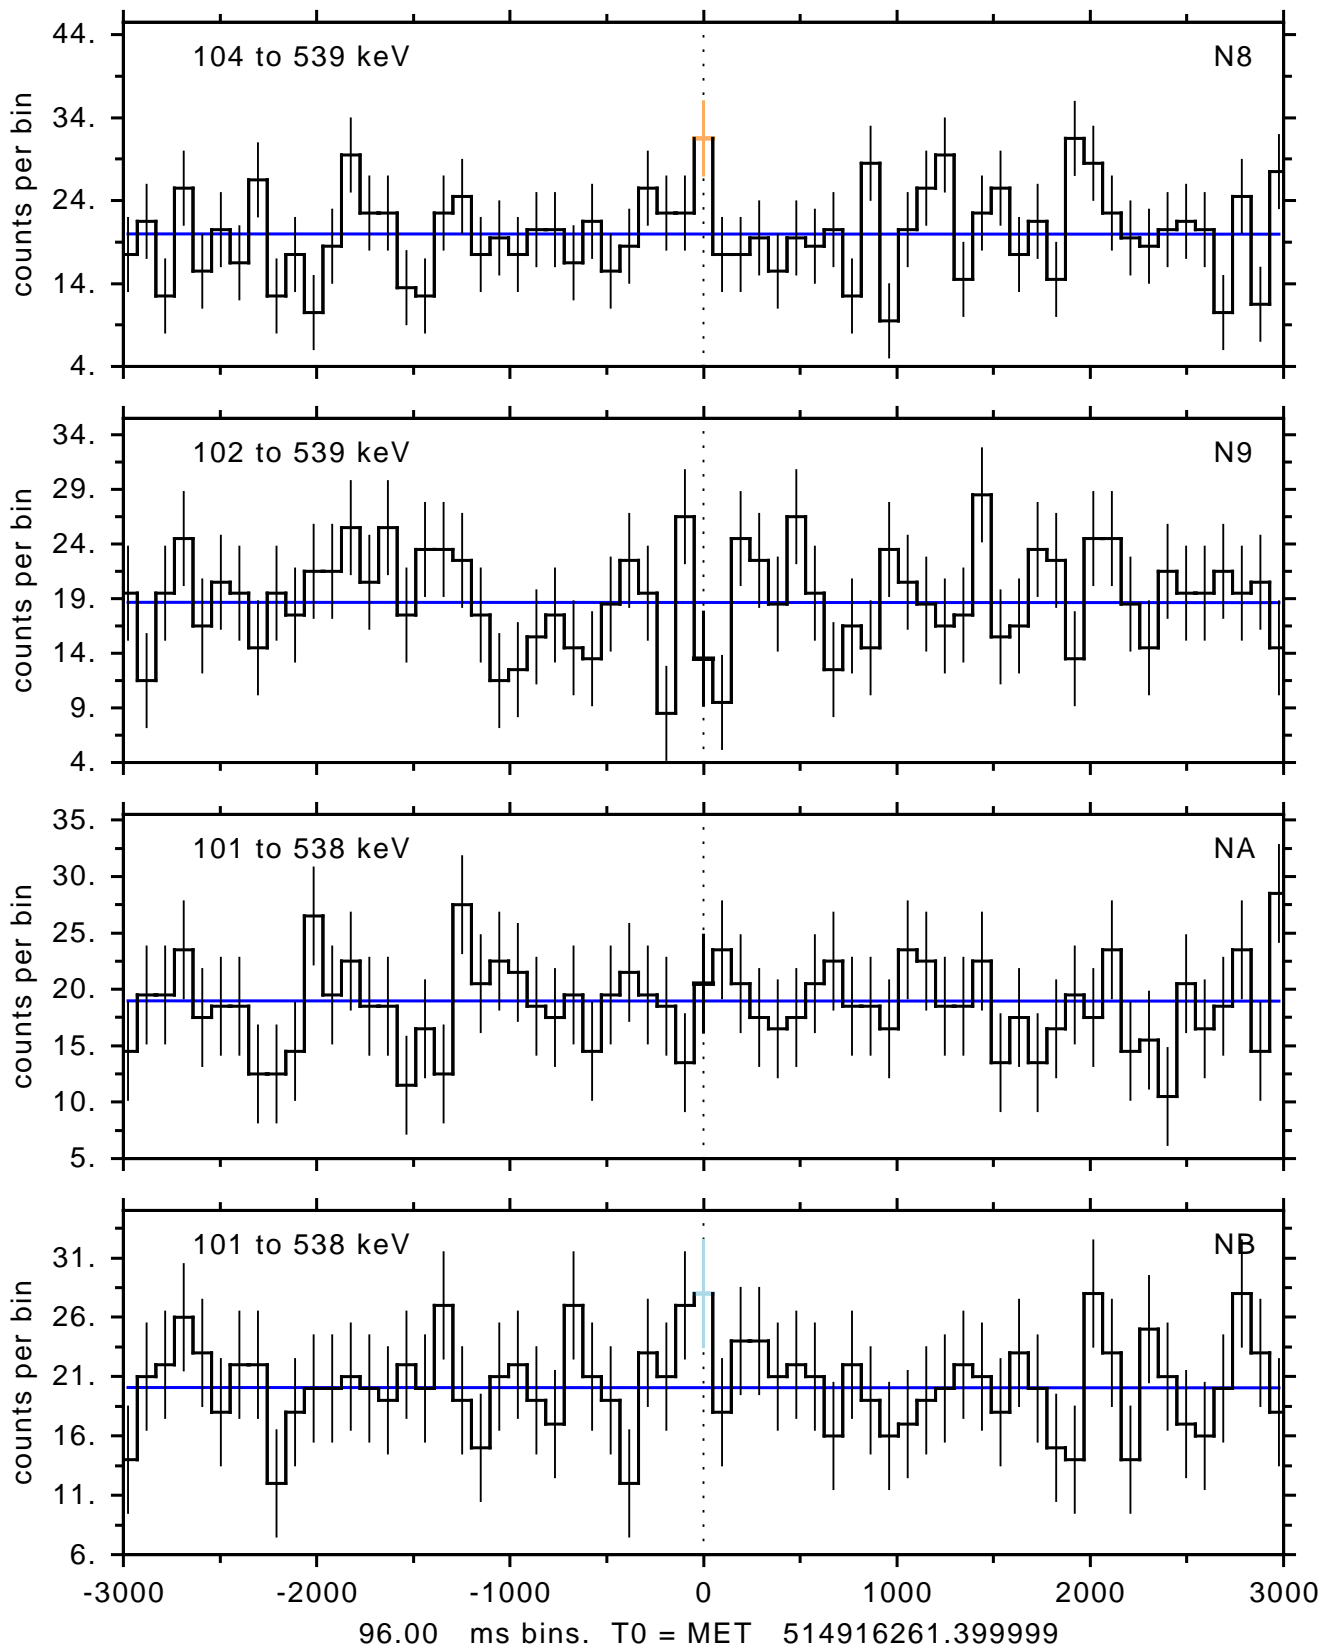 104 to 539 keV N8
44.
34.
24.
14.
4.
counts per bin
102 to 539 keV N9
34.
29.
24.
19.
14.
9.
4.
counts per bin
101 to 538 keV NA
35.
30.
25.
20.
15.
10.
5.
counts per bin
101 to 538 keV NB
31.
26.
21.
16.
11.
6.
counts per bin
-3000 -2000 -1000 0 1000 2000 3000
96.00 ms bins. T0 = MET 514916261.399999